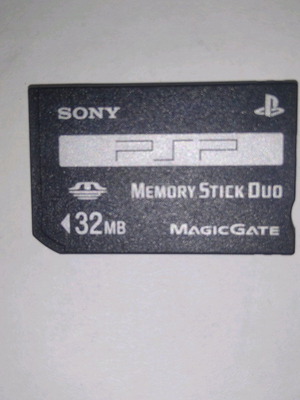 SONY
PSP
MEMORY STICK DUO
32MB
MAGICGATE